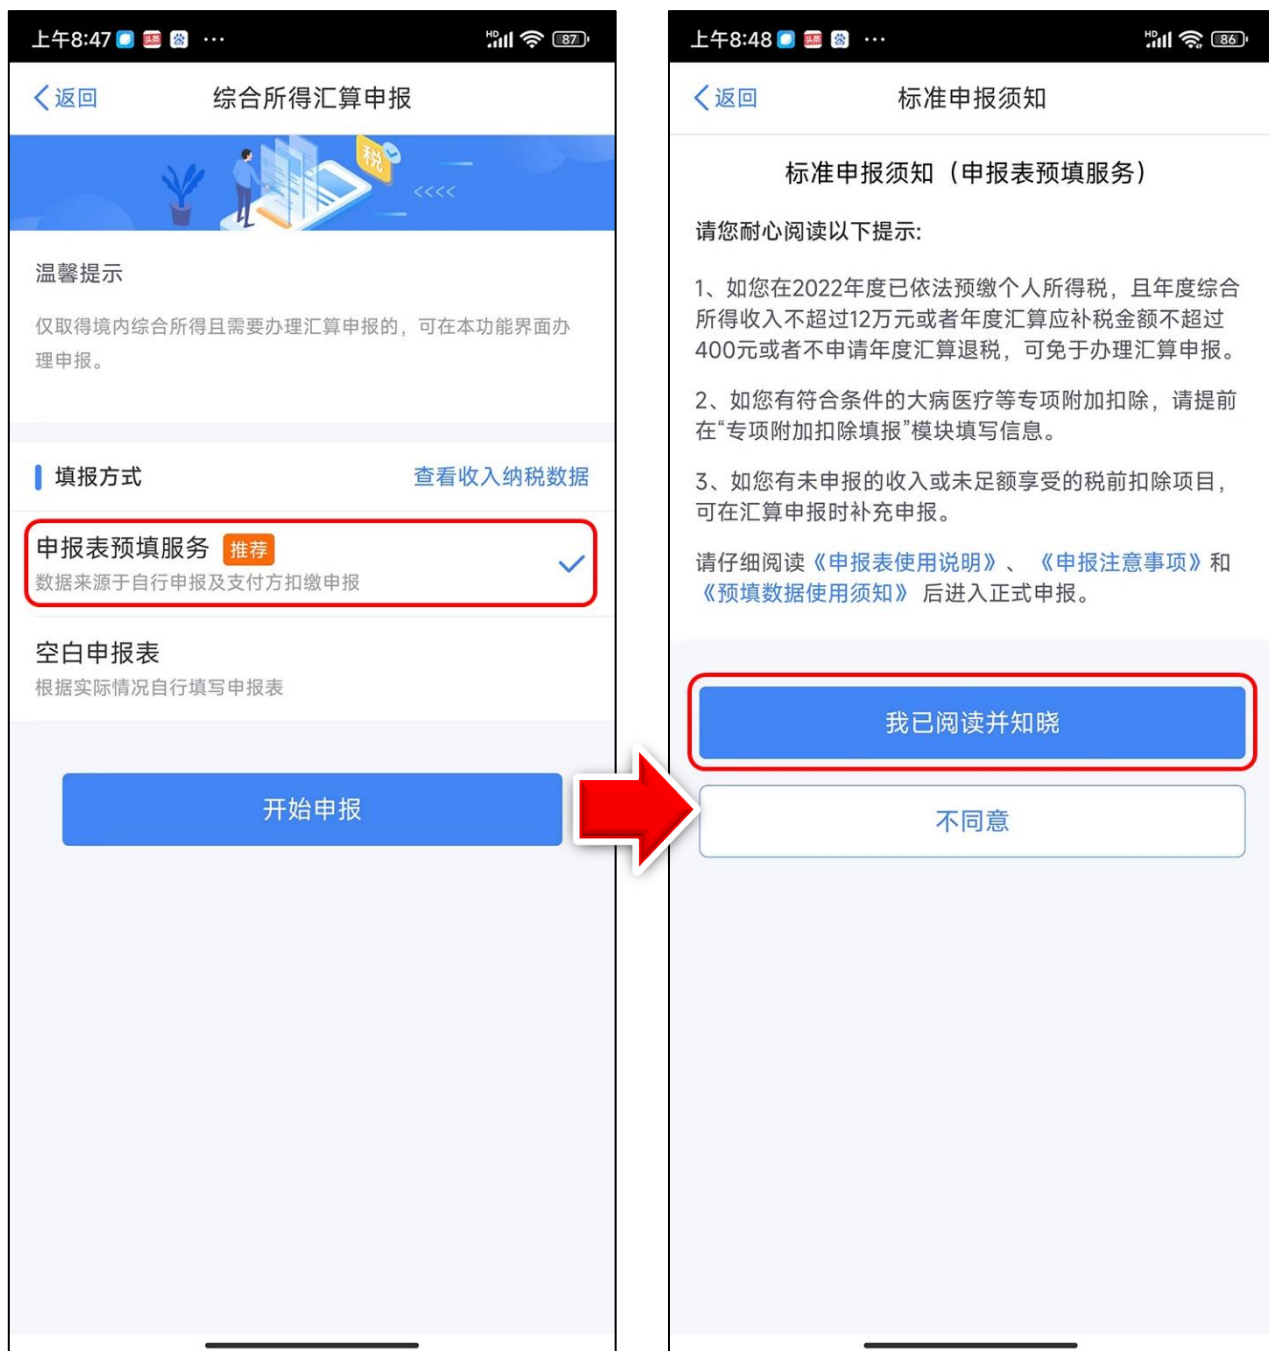 上午8:47 头条 ...
HD 87
返回
综合所得汇算申报
税
<<<<
温馨提示
仅取得境内综合所得且需要办理汇算申报的，可在本功能界面办
理申报。
填报方式
查看收入纳税数据
申报表预填服务 推荐
数据来源于自行申报及支付方扣缴申报
空白申报表
根据实际情况自行填写申报表
开始申报
上午8:48 头条 ...
HD 86
返回
标准申报须知
标准申报须知（申报表预填服务）
请您耐心阅读以下提示:
1、如您在2022年度已依法预缴个人所得税，且年度综合
所得收入不超过12万元或者年度汇算应补税金额不超过
400元或者不申请年度汇算退税，可免于办理汇算申报。
2、如您有符合条件的大病医疗等专项附加扣除，请提前
在“专项附加扣除填报”模块填写信息。
3、如您有未申报的收入或未足额享受的税前扣除项目，
可在汇算申报时补充申报。
请仔细阅读《申报表使用说明》、《申报注意事项》和
《预填数据使用须知》 后进入正式申报。
我已阅读并知晓
不同意